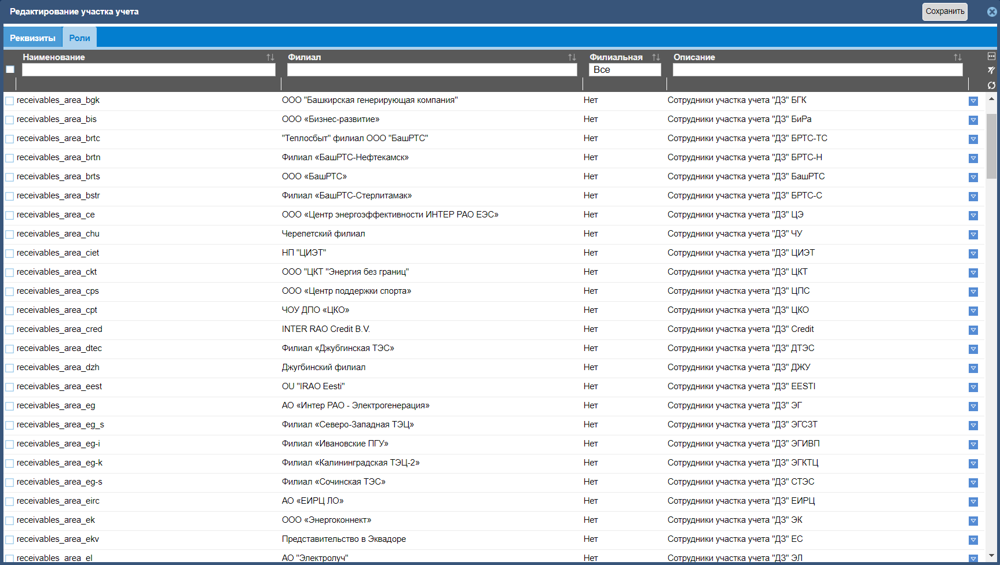 Редактирование участка учета Сохранить
Реквизиты Роли
Наименование Филиал Филиальная Описание
Все
receivables_area_bgk ООО "Башкирская генерирующая компания" Нет Сотрудники участка учета "ДЗ" БГК
receivables_area_bis ООО «Бизнес-развитие» Нет Сотрудники участка учета "ДЗ" БиРа
receivables_area_brtc "Теплосбыт" филиал ООО "БашРТС" Нет Сотрудники участка учета "ДЗ" БРТС-ТС
receivables_area_brtn Филиал «БашРТС-Нефтекамск» Нет Сотрудники участка учета "ДЗ" БРТС-Н
receivables_area_brts ООО «БашРТС» Нет Сотрудники участка учета "ДЗ" БашРТС
receivables_area_bstr Филиал «БашРТС-Стерлитамак» Нет Сотрудники участка учета "ДЗ" БРТС-С
receivables_area_ce ООО «Центр энергоэффективности ИНТЕР РАО ЕЭС» Нет Сотрудники участка учета "ДЗ" ЦЭ
receivables_area_chu Черепетский филиал Нет Сотрудники участка учета "ДЗ" ЧУ
receivables_area_ciet НП "ЦИЭТ" Нет Сотрудники участка учета "ДЗ" ЦИЭТ
receivables_area_ckt ООО "ЦКТ "Энергия без границ" Нет Сотрудники участка учета "ДЗ" ЦКТ
receivables_area_cps ООО «Центр поддержки спорта» Нет Сотрудники участка учета "ДЗ" ЦПС
receivables_area_cpt ЧОУ ДПО «ЦКО» Нет Сотрудники участка учета "ДЗ" ЦКО
receivables_area_cred INTER RAO Credit B.V. Нет Сотрудники участка учета "ДЗ" Credit
receivables_area_dtec Филиал «Джубгинская ТЭС» Нет Сотрудники участка учета "ДЗ" ДТЭС
receivables_area_dzh Джугбинский филиал Нет Сотрудники участка учета "ДЗ" ДЖУ
receivables_area_eest OU "IRAO Eesti" Нет Сотрудники участка учета "ДЗ" EESTI
receivables_area_eg АО «Интер РАО - Электрогенерация» Нет Сотрудники участка учета "ДЗ" ЭГ
receivables_area_eg_s Филиал «Северо-Западная ТЭЦ» Нет Сотрудники участка учета "ДЗ" ЭГСЗТ
receivables_area_eg-i Филиал «Ивановские ПГУ» Нет Сотрудники участка учета "ДЗ" ЭГИВП
receivables_area_eg-k Филиал «Калининградская ТЭЦ-2» Нет Сотрудники участка учета "ДЗ" ЭГКТЦ
receivables_area_eg-s Филиал «Сочинская ТЭС» Нет Сотрудники участка учета "ДЗ" СТЭС
receivables_area_eirc АО «ЕИРЦ ЛО» Нет Сотрудники участка учета "ДЗ" ЕИРЦ
receivables_area_ek ООО «Энергоконнект» Нет Сотрудники участка учета "ДЗ" ЭК
receivables_area_ekv Представительство в Эквадоре Нет Сотрудники участка учета "ДЗ" ЕС
receivables_area_el АО "Электролуч" Нет Сотрудники участка учета "ДЗ" ЭЛ